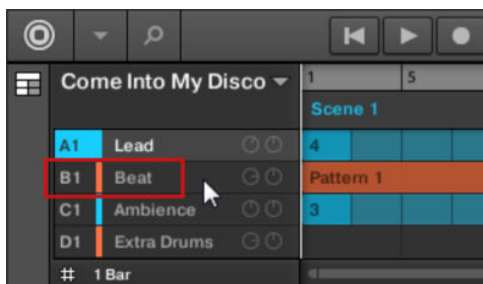 Come Into My Disco
1 5
Scene 1
A1 Lead 4
B1 Beat Pattern 1
C1 Ambience 3
D1 Extra Drums
# 1 Bar